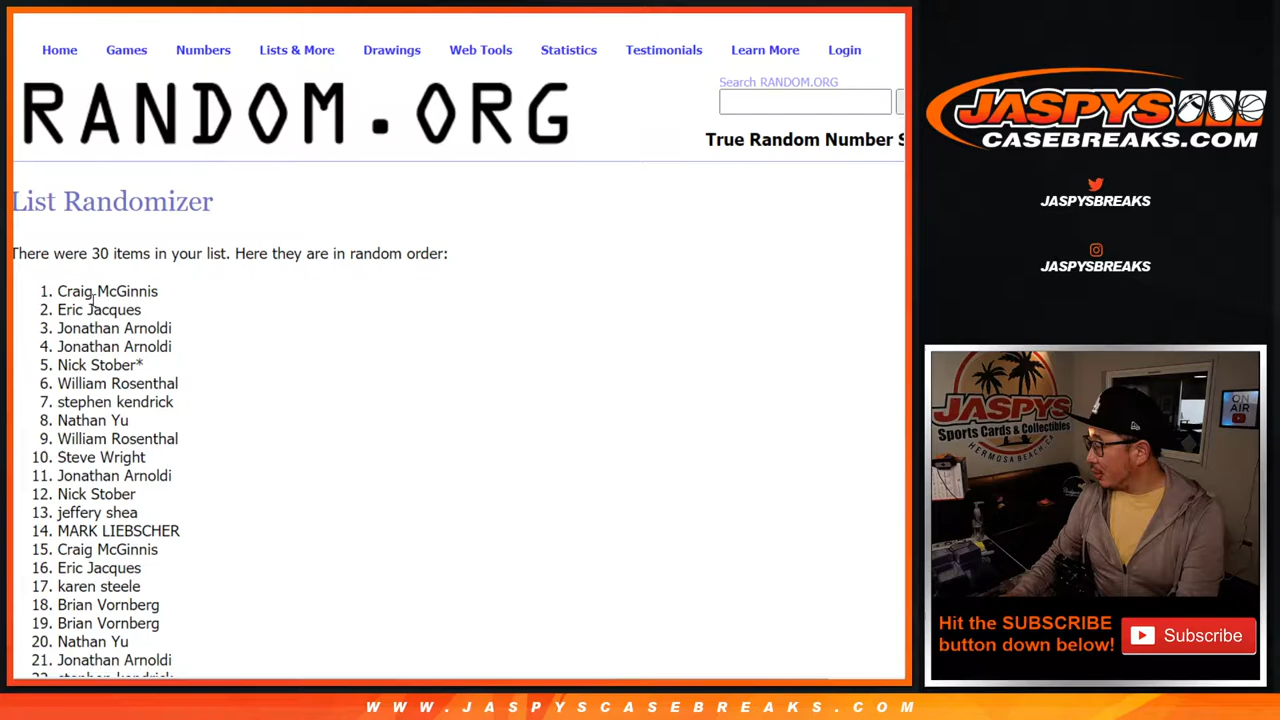 Home Games Numbers Lists & More Drawings Web Tools Statistics Testimonials Learn More Login
RANDOM.ORG
Search RANDOM.ORG
True Random Number S
List Randomizer
There were 30 items in your list. Here they are in random order:
1. Craig McGinnis
2. Eric Jacques
3. Jonathan Arnoldi
4. Jonathan Arnoldi
5. Nick Stober*
6. William Rosenthal
7. stephen kendrick
8. Nathan Yu
9. William Rosenthal
10. Steve Wright
11. Jonathan Arnoldi
12. Nick Stober
13. jeffery shea
14. MARK LIEBSCHER
15. Craig McGinnis
16. Eric Jacques
17. karen steele
18. Brian Vornberg
19. Brian Vornberg
20. Nathan Yu
21. Jonathan Arnoldi
JASPYS
CASEBREAKS.COM
JASPYSBREAKS
JASPYSBREAKS
JASPYS
Sports Cards & Collectibles
HERMOSA BEACH
ON AIR
Hit the SUBSCRIBE
button down below!
Subscribe
WWW.JASPYSCASEBREAKS.COM